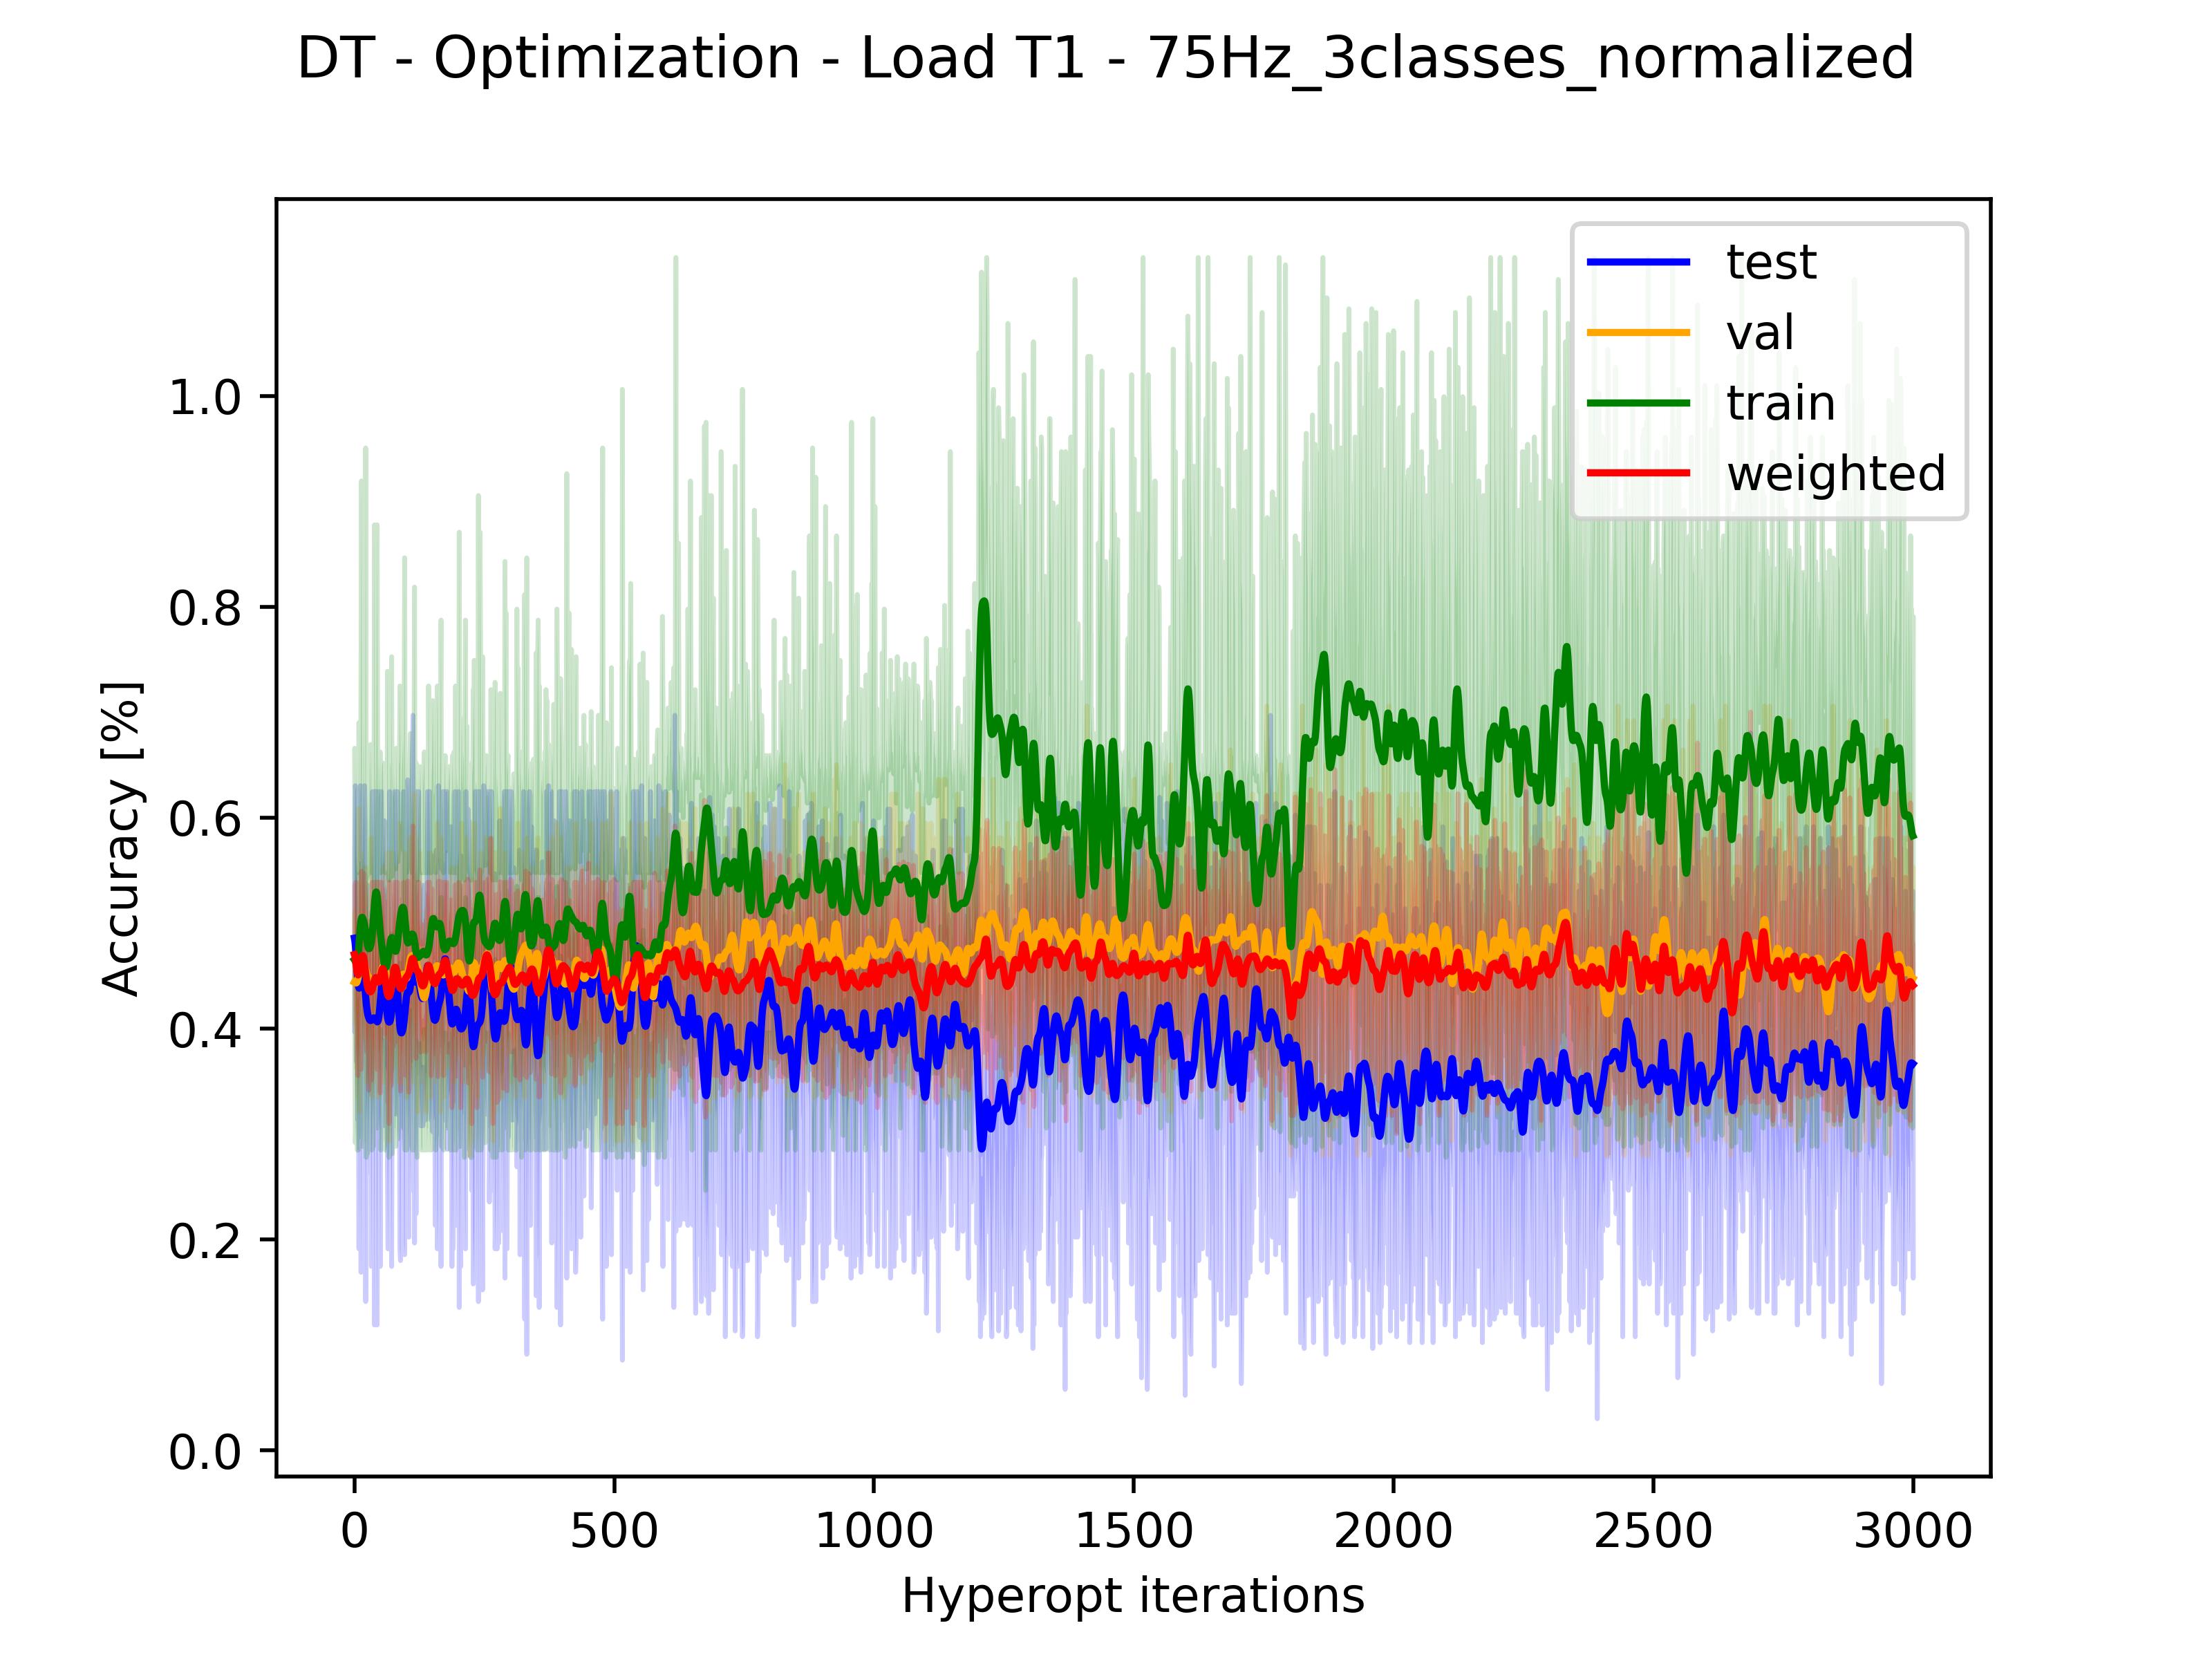 DT - Optimization - Load T1 - 75Hz_3classes_normalized
test
val
train
weighted
1.0
0.8
0.6
0.4
0.2
0.0
Accuracy [%]
0 500 1000 1500 2000 2500 3000
Hyperopt iterations